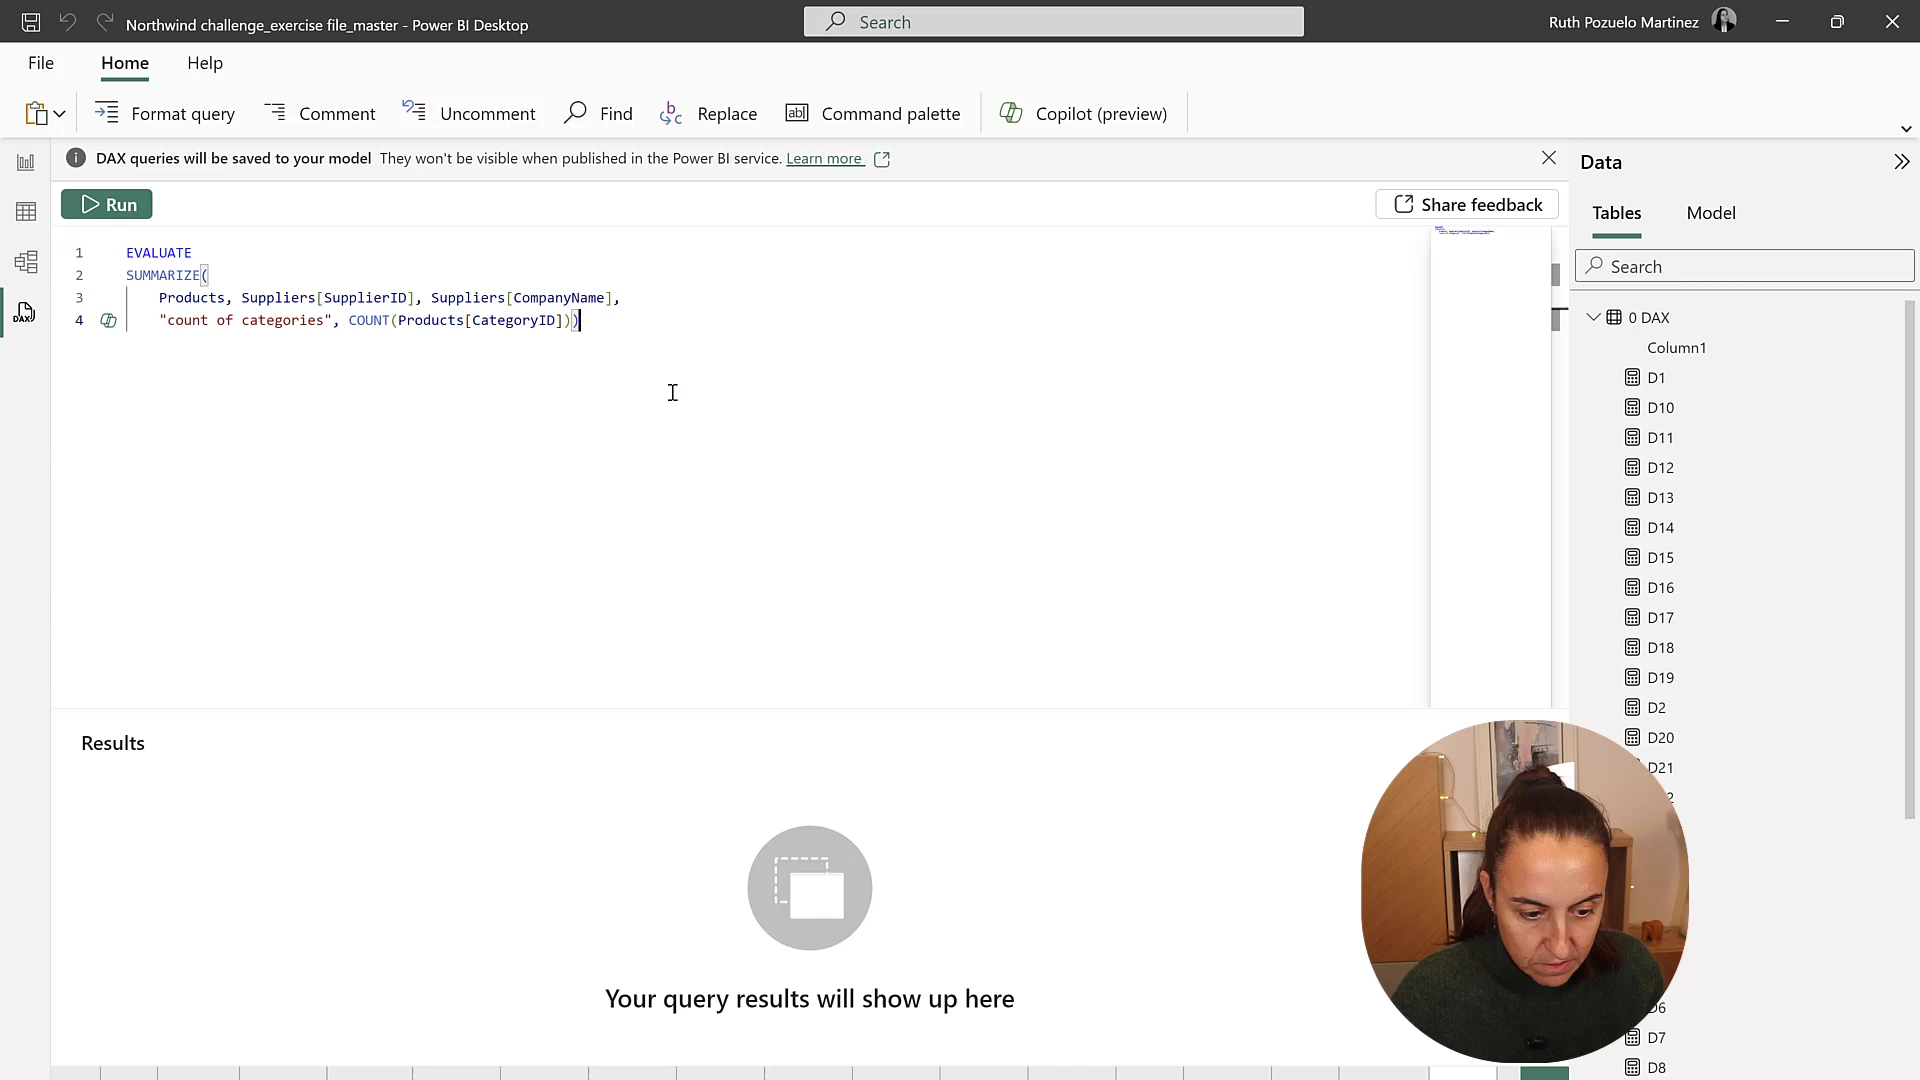 Northwind challenge_exercise file_master - Power BI Desktop
Search
Ruth Pozuelo Martinez
File
Home
Help
Format query
Comment
Uncomment
Find
Replace
Command palette
Copilot (preview)
DAX queries will be saved to your model They won't be visible when published in the Power BI service. Learn more
Run
Share feedback
1 EVALUATE
2 SUMMARIZE(
3 Products, Suppliers[SupplierID], Suppliers[CompanyName],
4 "count of categories", COUNT(Products[CategoryID]))
DAX
Results
Your query results will show up here
Data
Tables
Model
Search
0 DAX
Column1
D1
D10
D11
D12
D13
D14
D15
D16
D17
D18
D19
D2
D20
D21
D7
D8